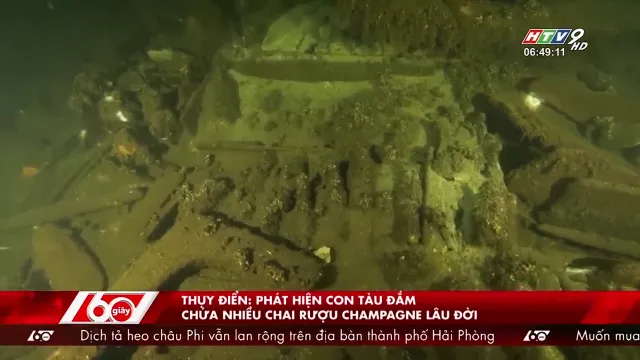 HTV9 HD
06:49:11
60 giây
THỤY ĐIỂN: PHÁT HIỆN CON TÀU ĐẮM
CHỨA NHIỀU CHAI RƯỢU CHAMPAGNE LÂU ĐỜI
60 Dịch tả heo châu Phi vẫn lan rộng trên địa bàn thành phố Hải Phòng 60 Muốn mua